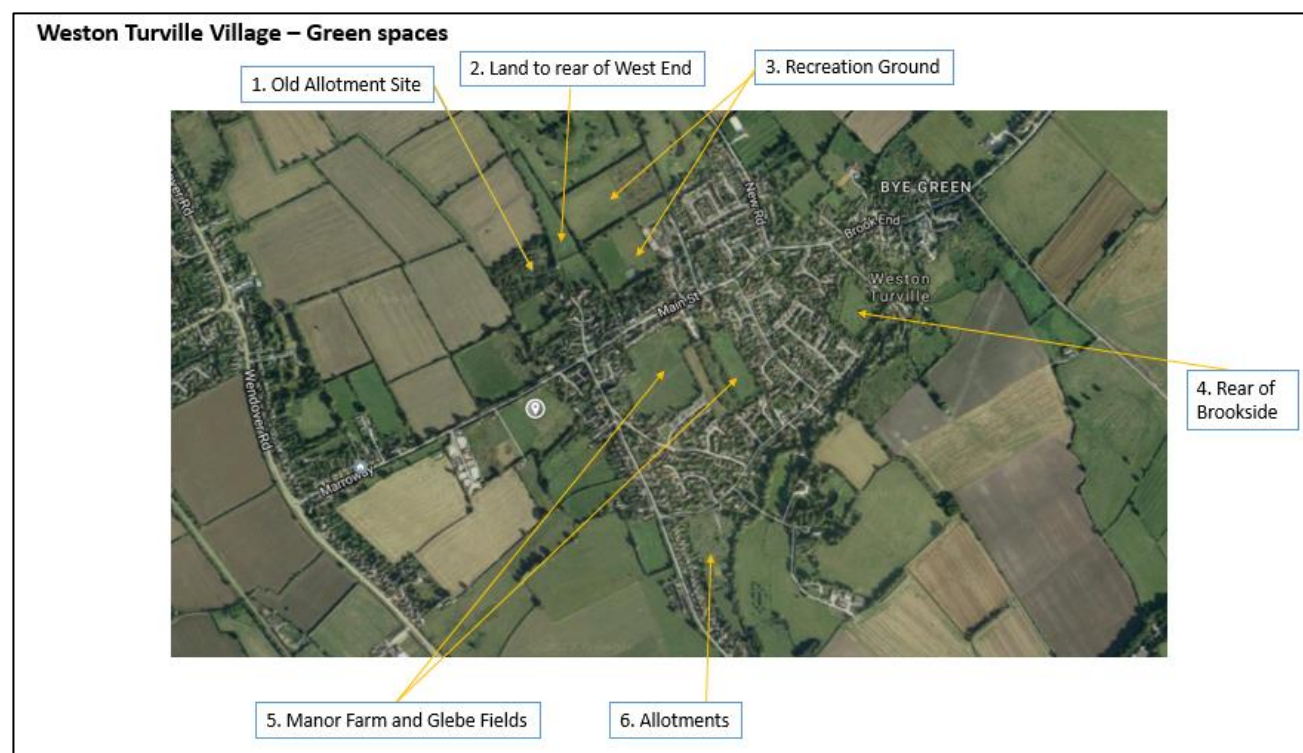 Weston Turville Village – Green spaces
2. Land to rear of West End
3. Recreation Ground
1. Old Allotment Site
BYE GREEN
New Rd
Brook End
ver Rd
Weston
Turville
Main St
4. Rear of
Brookside
Wendover Rd
Marroway
5. Manor Farm and Glebe Fields
6. Allotments